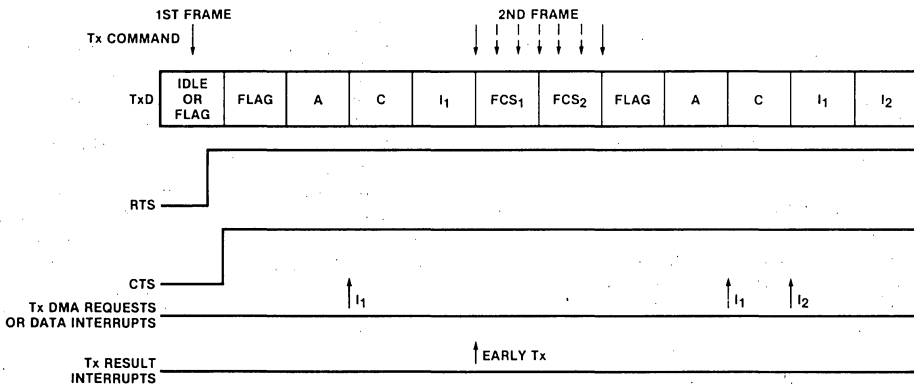 1ST FRAME
2ND FRAME
Tx COMMAND
TxD
IDLE
OR
FLAG
FLAG
A
C
I1
FCS1
FCS2
FLAG
A
C
I1
I2
RTS
CTS
I1
I1
I2
Tx DMA REQUESTS
OR DATA INTERRUPTS
EARLY Tx
Tx RESULT
INTERRUPTS